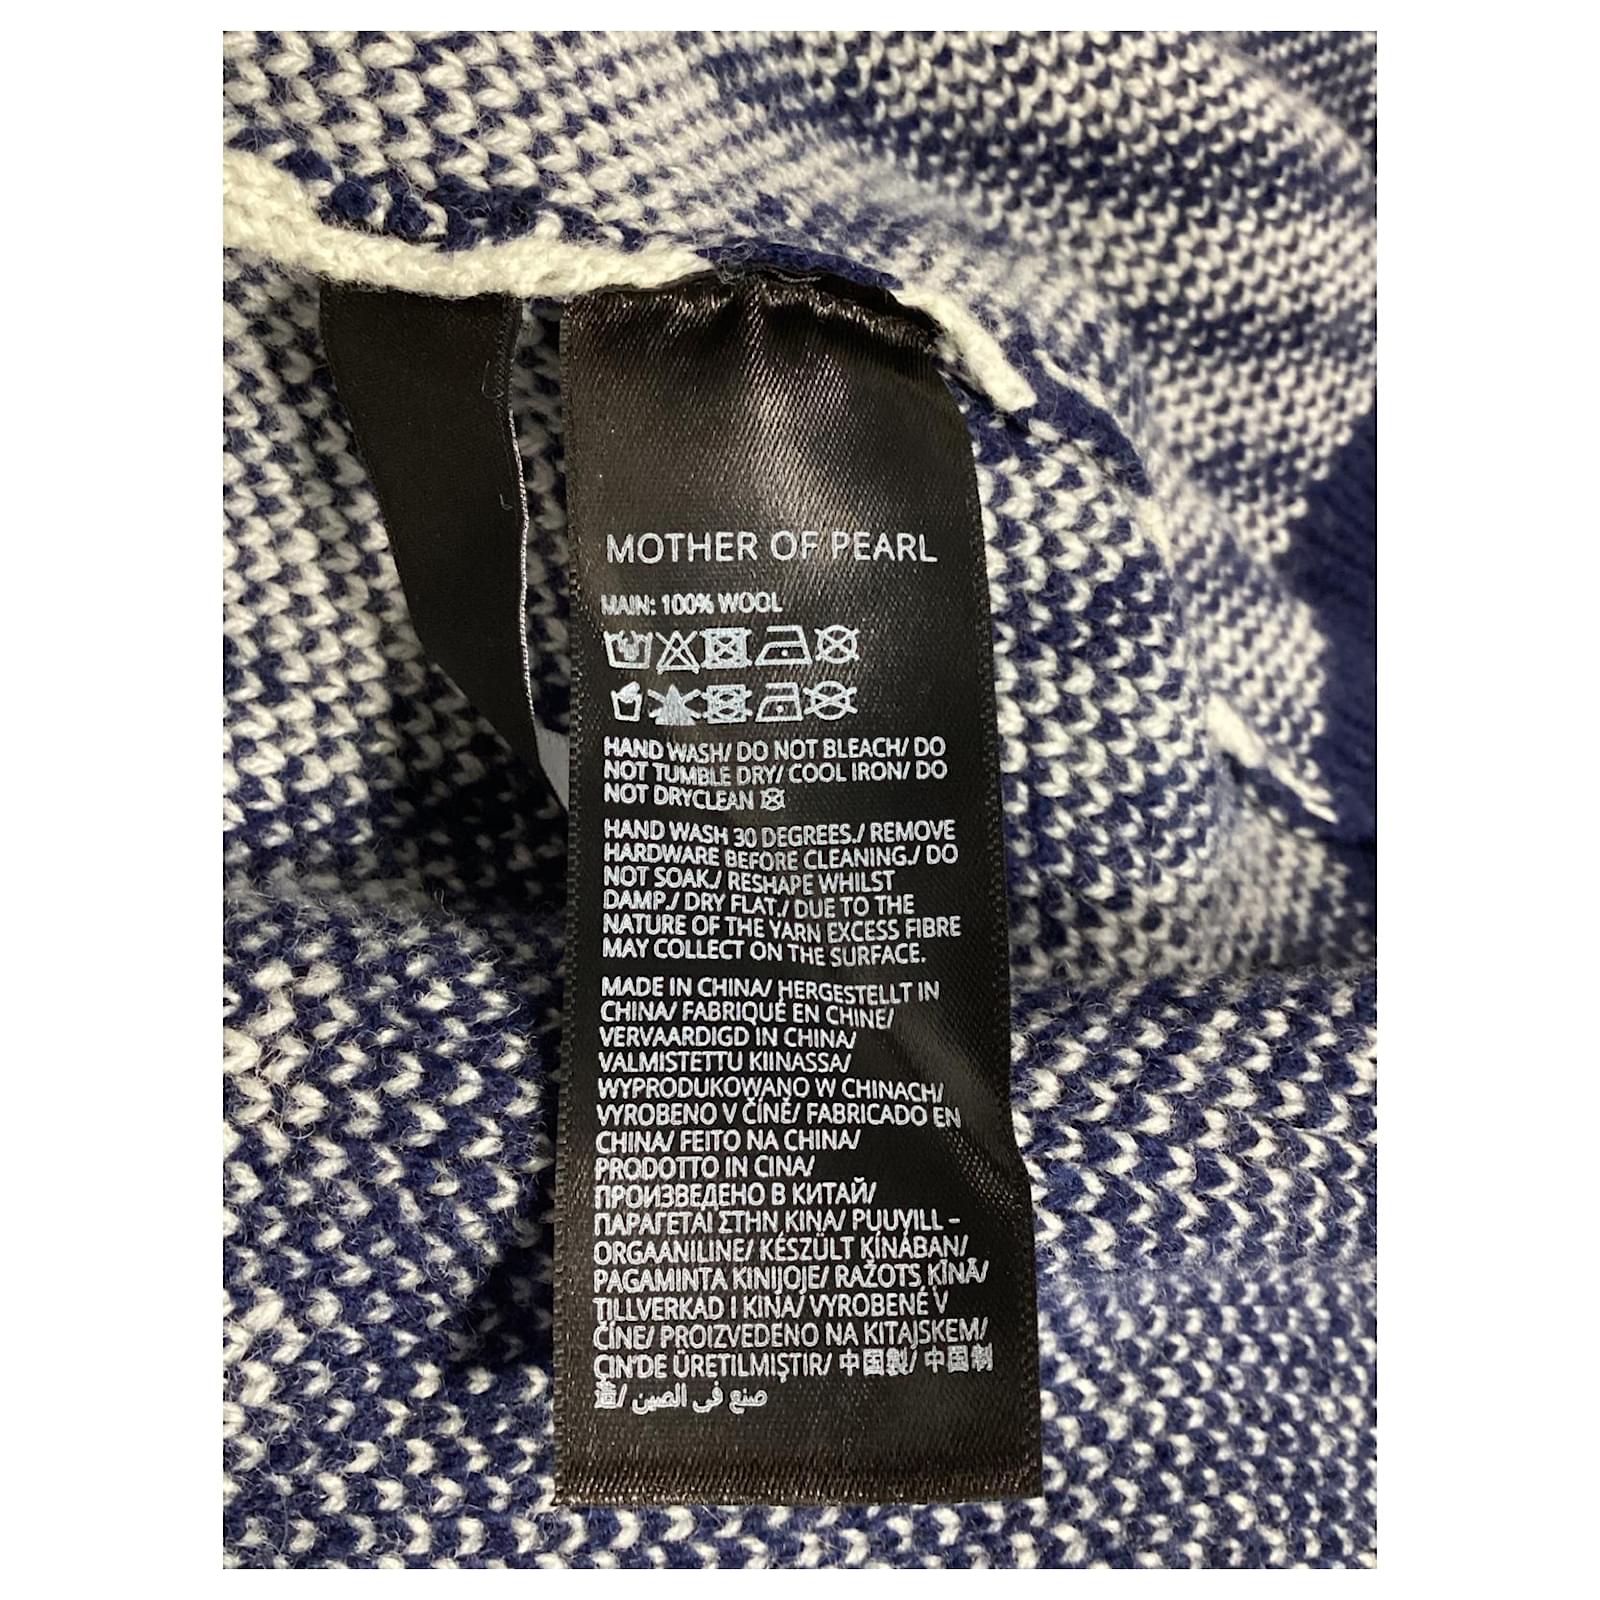 MOTHER OF PEARL
MAIN: 100% WOOL
HAND WASH/ DO NOT BLEACH/ DO
NOT TUMBLE DRY/ COOL IRON/ DO
NOT DRYCLEAN
HAND WASH 30 DEGREES./ REMOVE
HARDWARE BEFORE CLEANING./ DO
NOT SOAK./ RESHAPE WHILST
DAMP./ DRY FLAT./ DUE TO THE
NATURE OF THE YARN EXCESS FIBRE
MAY COLLECT ON THE SURFACE.
MADE IN CHINA/ HERGESTELLT IN
CHINA/ FABRIQUÉ EN CHINE/
VERVAARDIGD IN CHINA/
VALMISTETTU KIINASSA/
WYPRODUKOWANO W CHINACH/
VYROBENO V ČÍNĚ/ FABRICADO EN
CHINA/ FEITO NA CHINA/
PRODOTTO IN CINA/
ПРОИЗВЕДЕНО В КИТАЙ/
ΠΑΡΑΓΕΤΑΙ ΣΤΗΝ ΚΙΝΑ/ PUUVILL -
ORGAANILINE/ KÉSZÜLT KÍNÁBAN/
PAGAMINTA KINIJOJE/ RAŽOTS ĶĪNĀ/
TILLVERKAD I KINA/ VYROBENÉ V
ČÍNE/ PROIZVEDENO NA KITAJSKEM/
ÇIN'DE ÜRETILMIŞTIR/ 中国製/ 中国制
造/ صنع في الصين